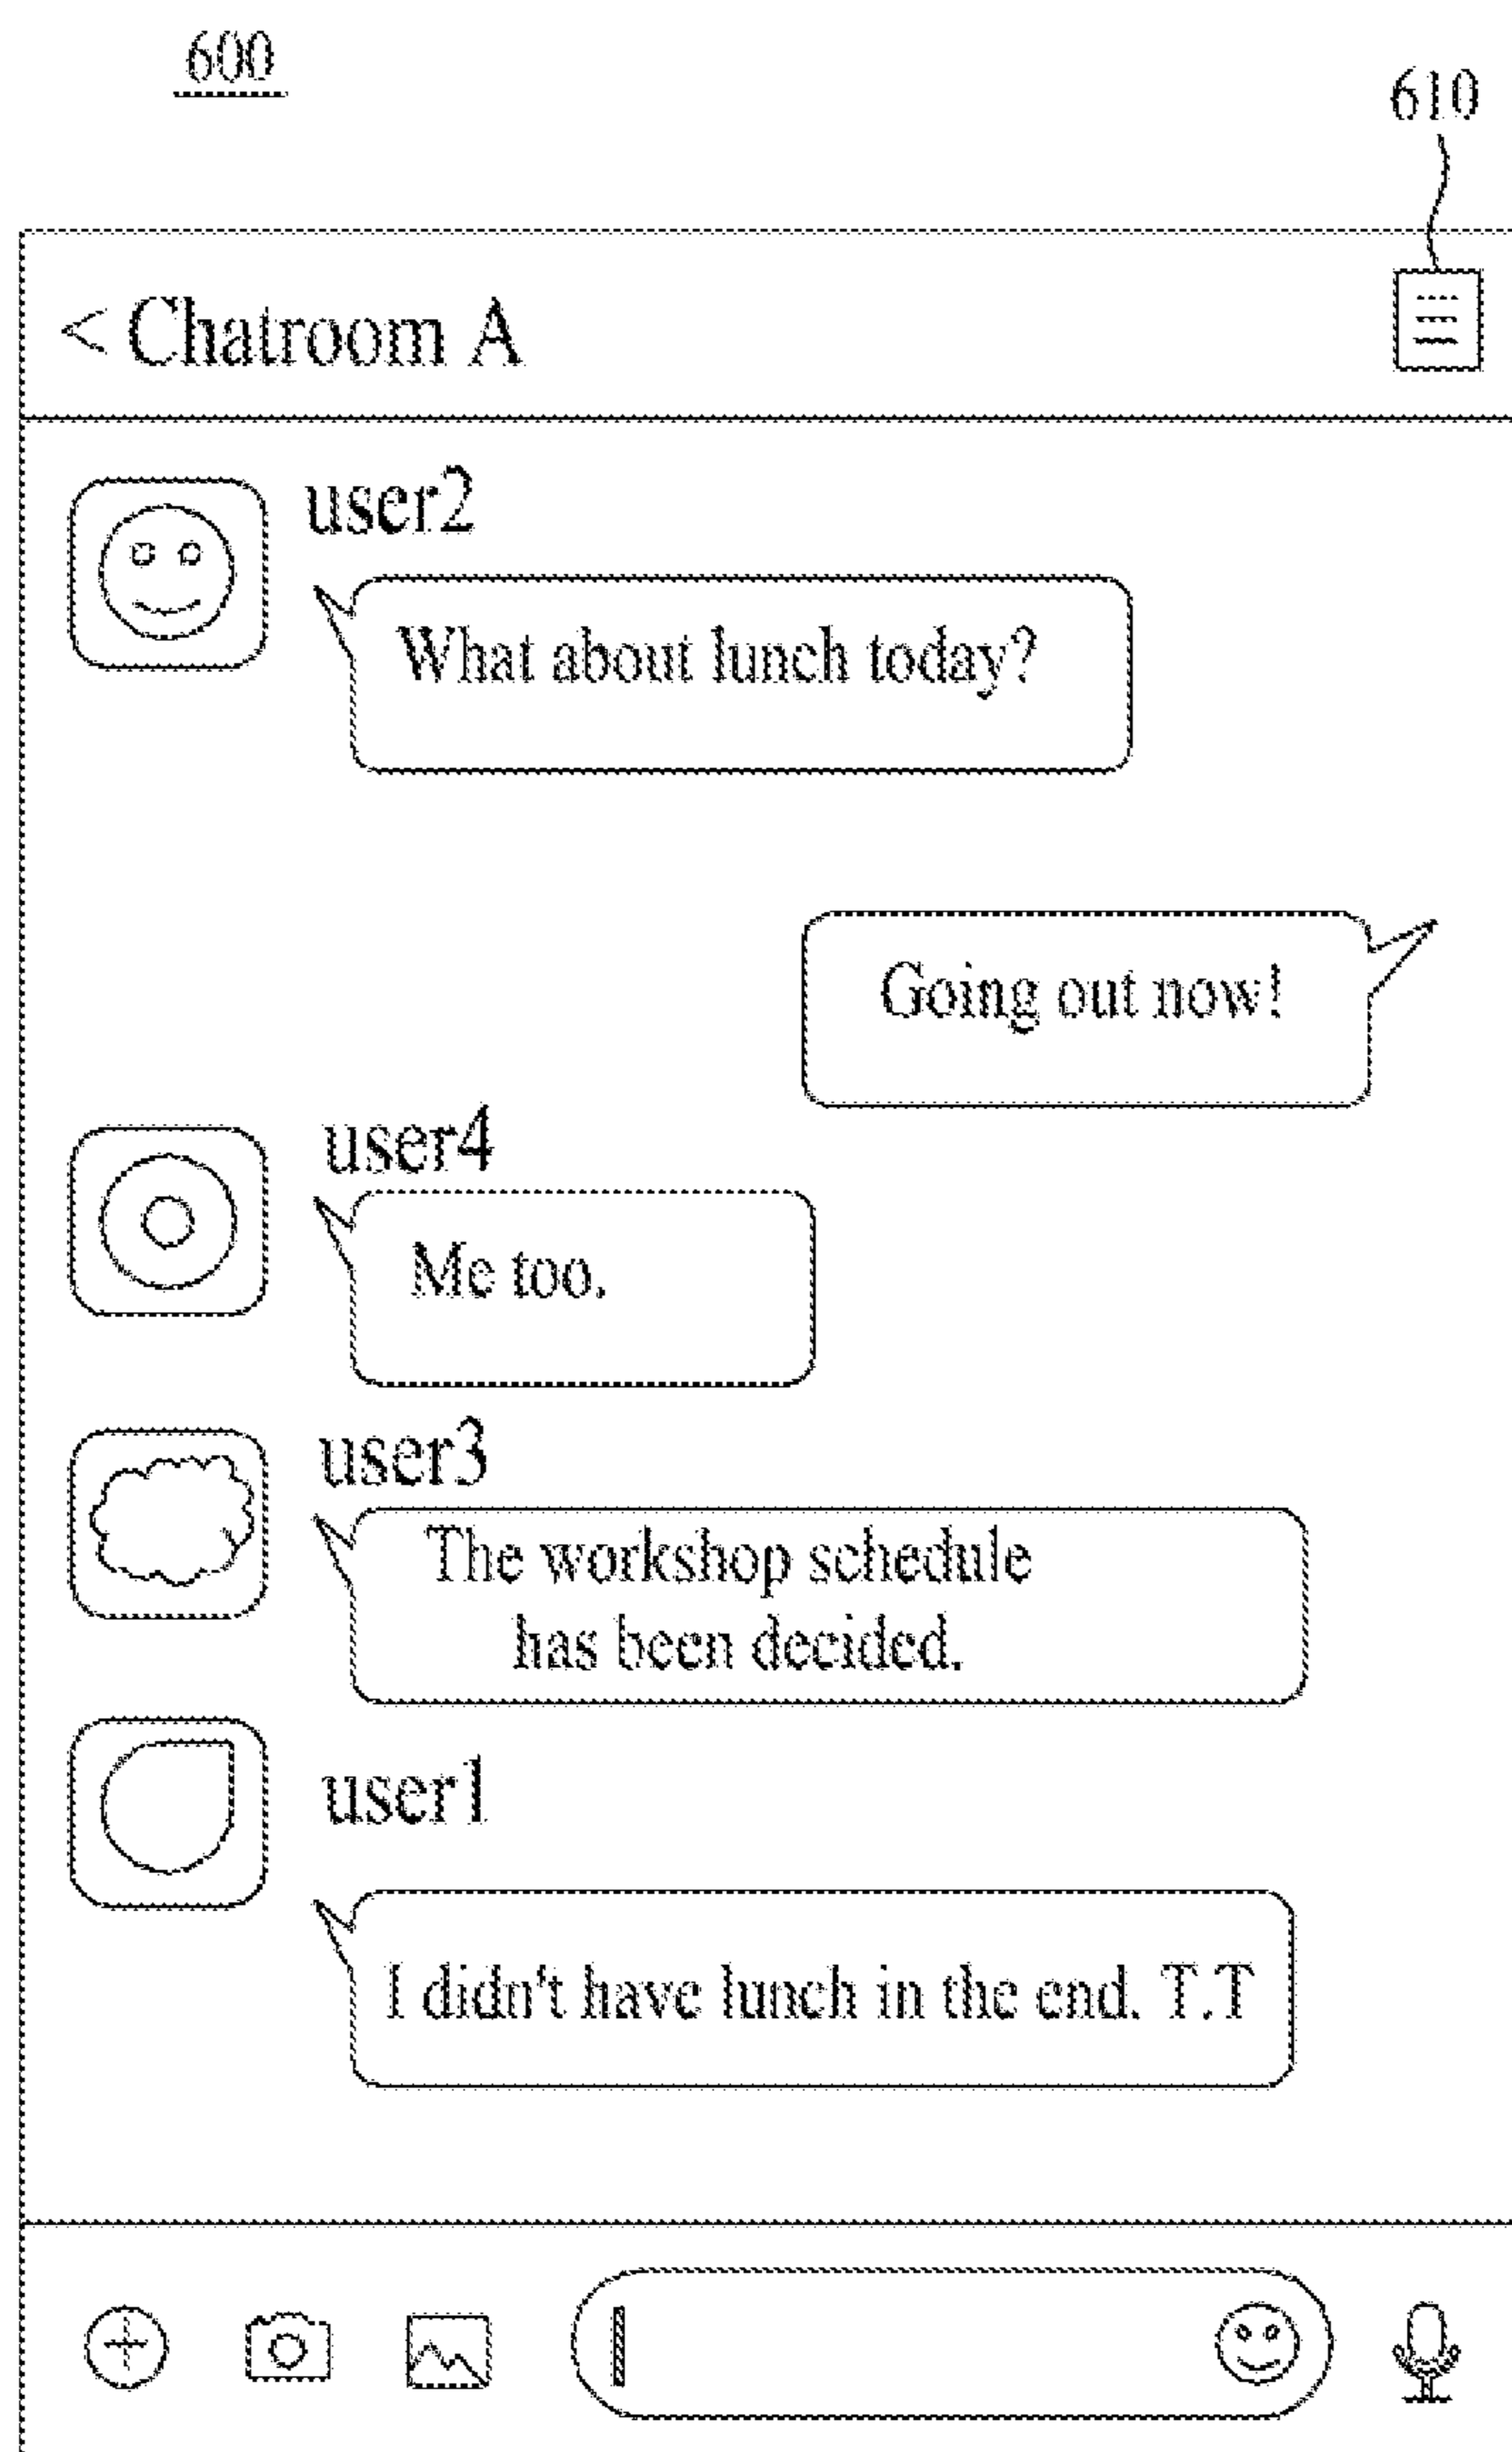 600
610
< Chatroom A
user2
What about lunch today?
Going out now!
user4
Me too.
user3
The workshop schedule
has been decided.
user1
I didn't have lunch in the end. T.T